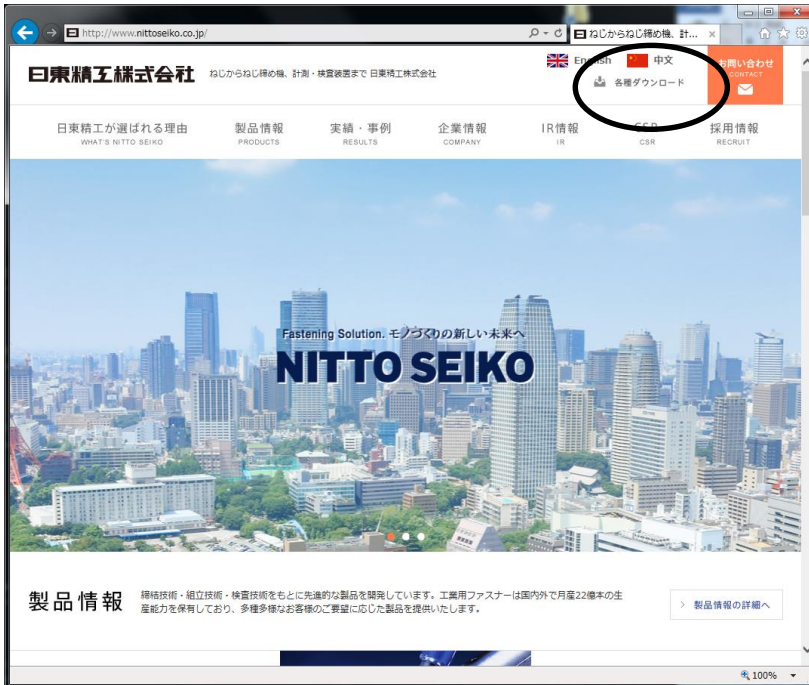 http://www.nittoseiko.co.jp/
ねじからねじ締め機、計...
日東精工株式会社
ねじからねじ締め機、計測・検査装置まで 日東精工株式会社
English 中文
各種ダウンロード
お問い合わせ
CONTACT
日東精工が選ばれる理由 製品情報 実績・事例 企業情報 IR情報 CSR 採用情報
WHAT'S NITTO SEIKO PRODUCTS RESULTS COMPANY IR CSR RECRUIT
Fastening Solution. モノづくりの新しい未来へ
NITTO SEIKO
製品情報
締結技術・組立技術・検査技術をもとに先進的な製品を開発しています。工業用ファスナーは国内外で月産22億本の生
産能力を保有しており、多種多様なお客様のご要望に応じた製品を提供いたします。
製品情報の詳細へ
100%